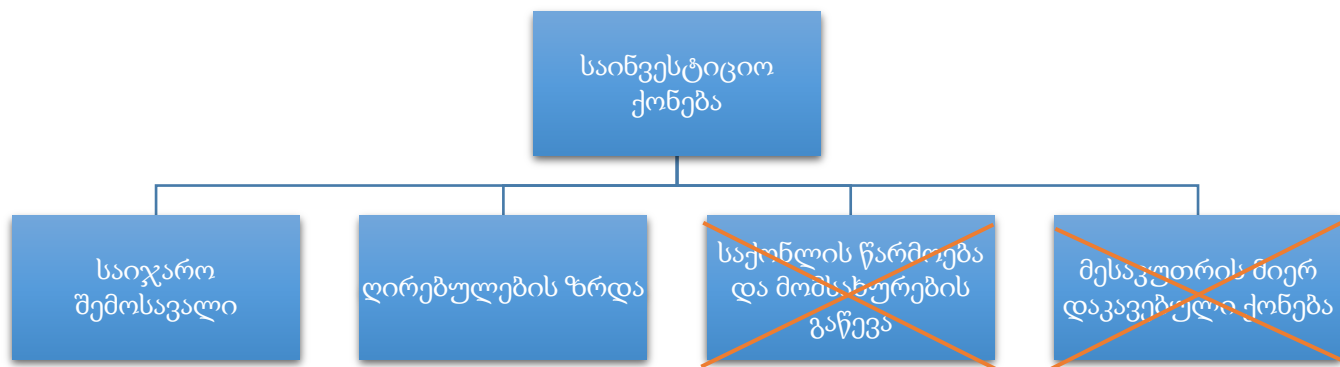 საინვესტიციო
ქონება
საიჯარო
შემოსავალი
ღირებულების ზრდა
საქონლის წარმოება
და მომსახურების
გაწევა
მესაკუთრის მიერ
დაკავებული ქონება